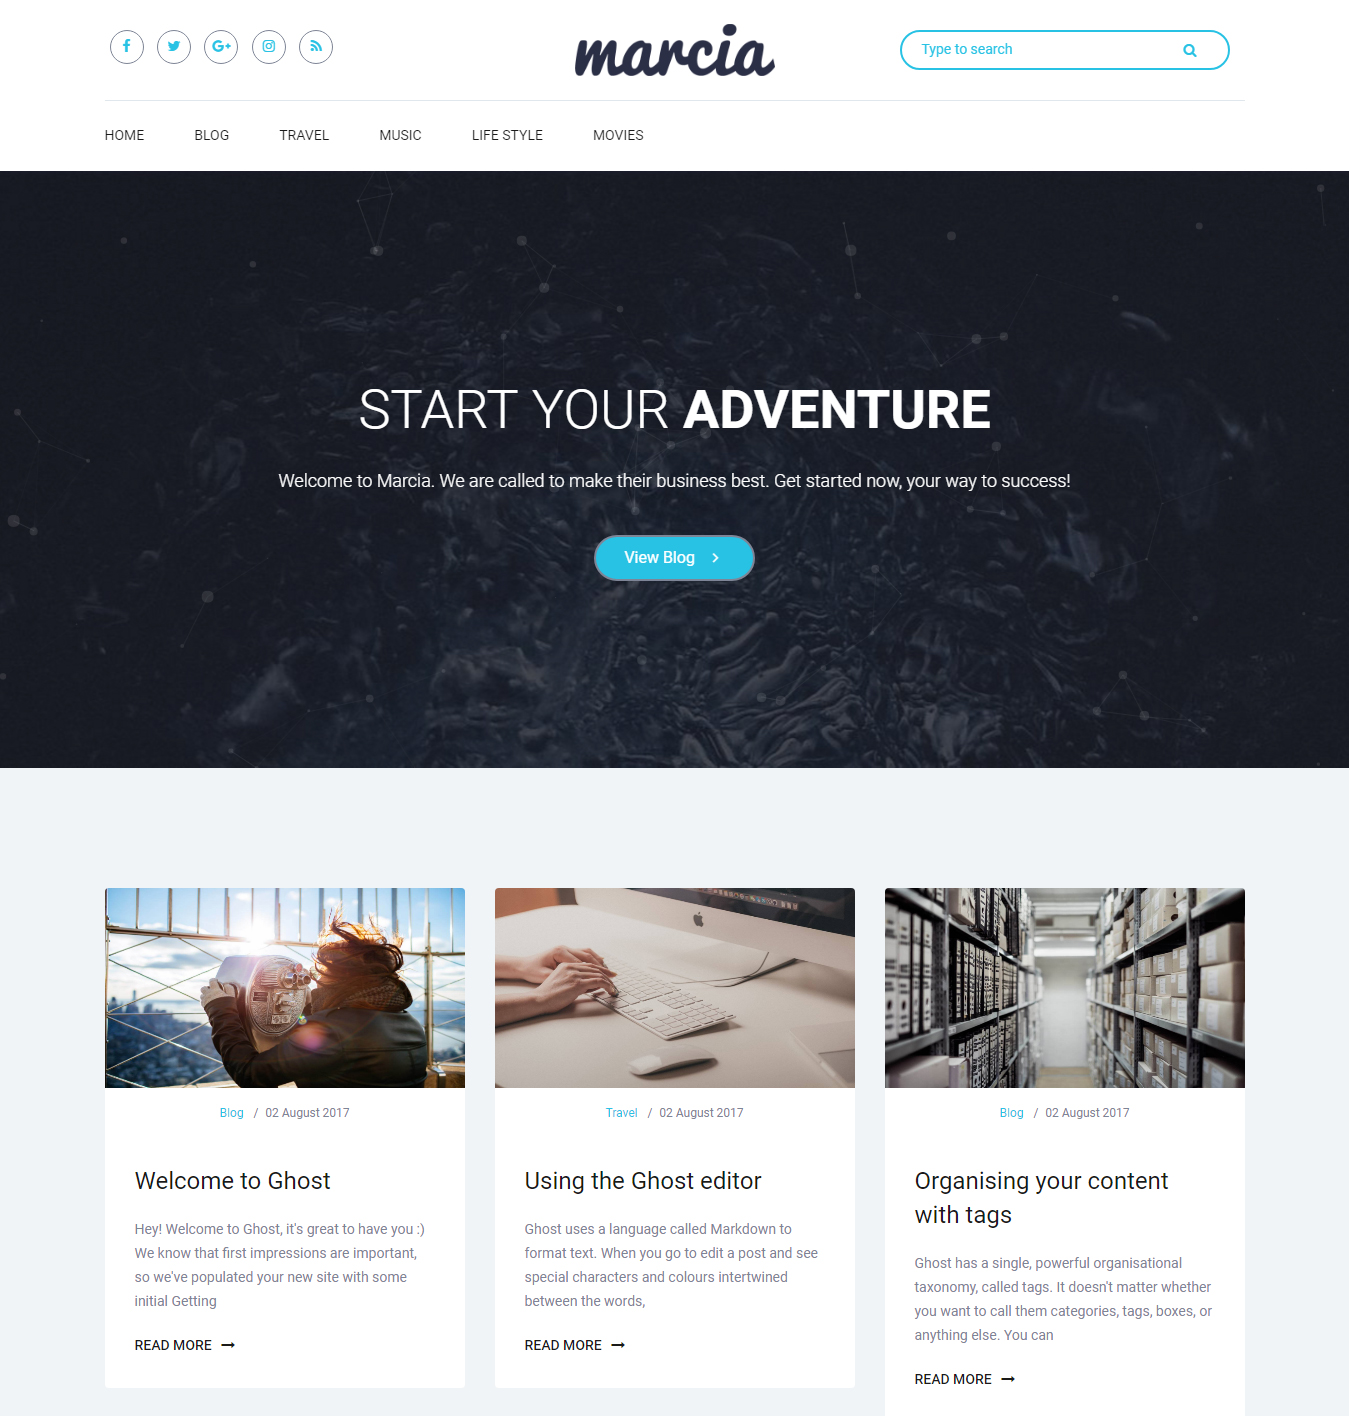 marcia
Type to search
HOME BLOG TRAVEL MUSIC LIFE STYLE MOVIES
START YOUR ADVENTURE
Welcome to Marcia. We are called to make their business best. Get started now, your way to success!
View Blog
Blog / 02 August 2017
Welcome to Ghost
Hey! Welcome to Ghost, it's great to have you :)
We know that first impressions are important,
so we've populated your new site with some
initial Getting
READ MORE
Travel / 02 August 2017
Using the Ghost editor
Ghost uses a language called Markdown to
format text. When you go to edit a post and see
special characters and colours intertwined
between the words,
READ MORE
Blog / 02 August 2017
Organising your content
with tags
Ghost has a single, powerful organisational
taxonomy, called tags. It doesn't matter whether
you want to call them categories, tags, boxes, or
anything else. You can
READ MORE